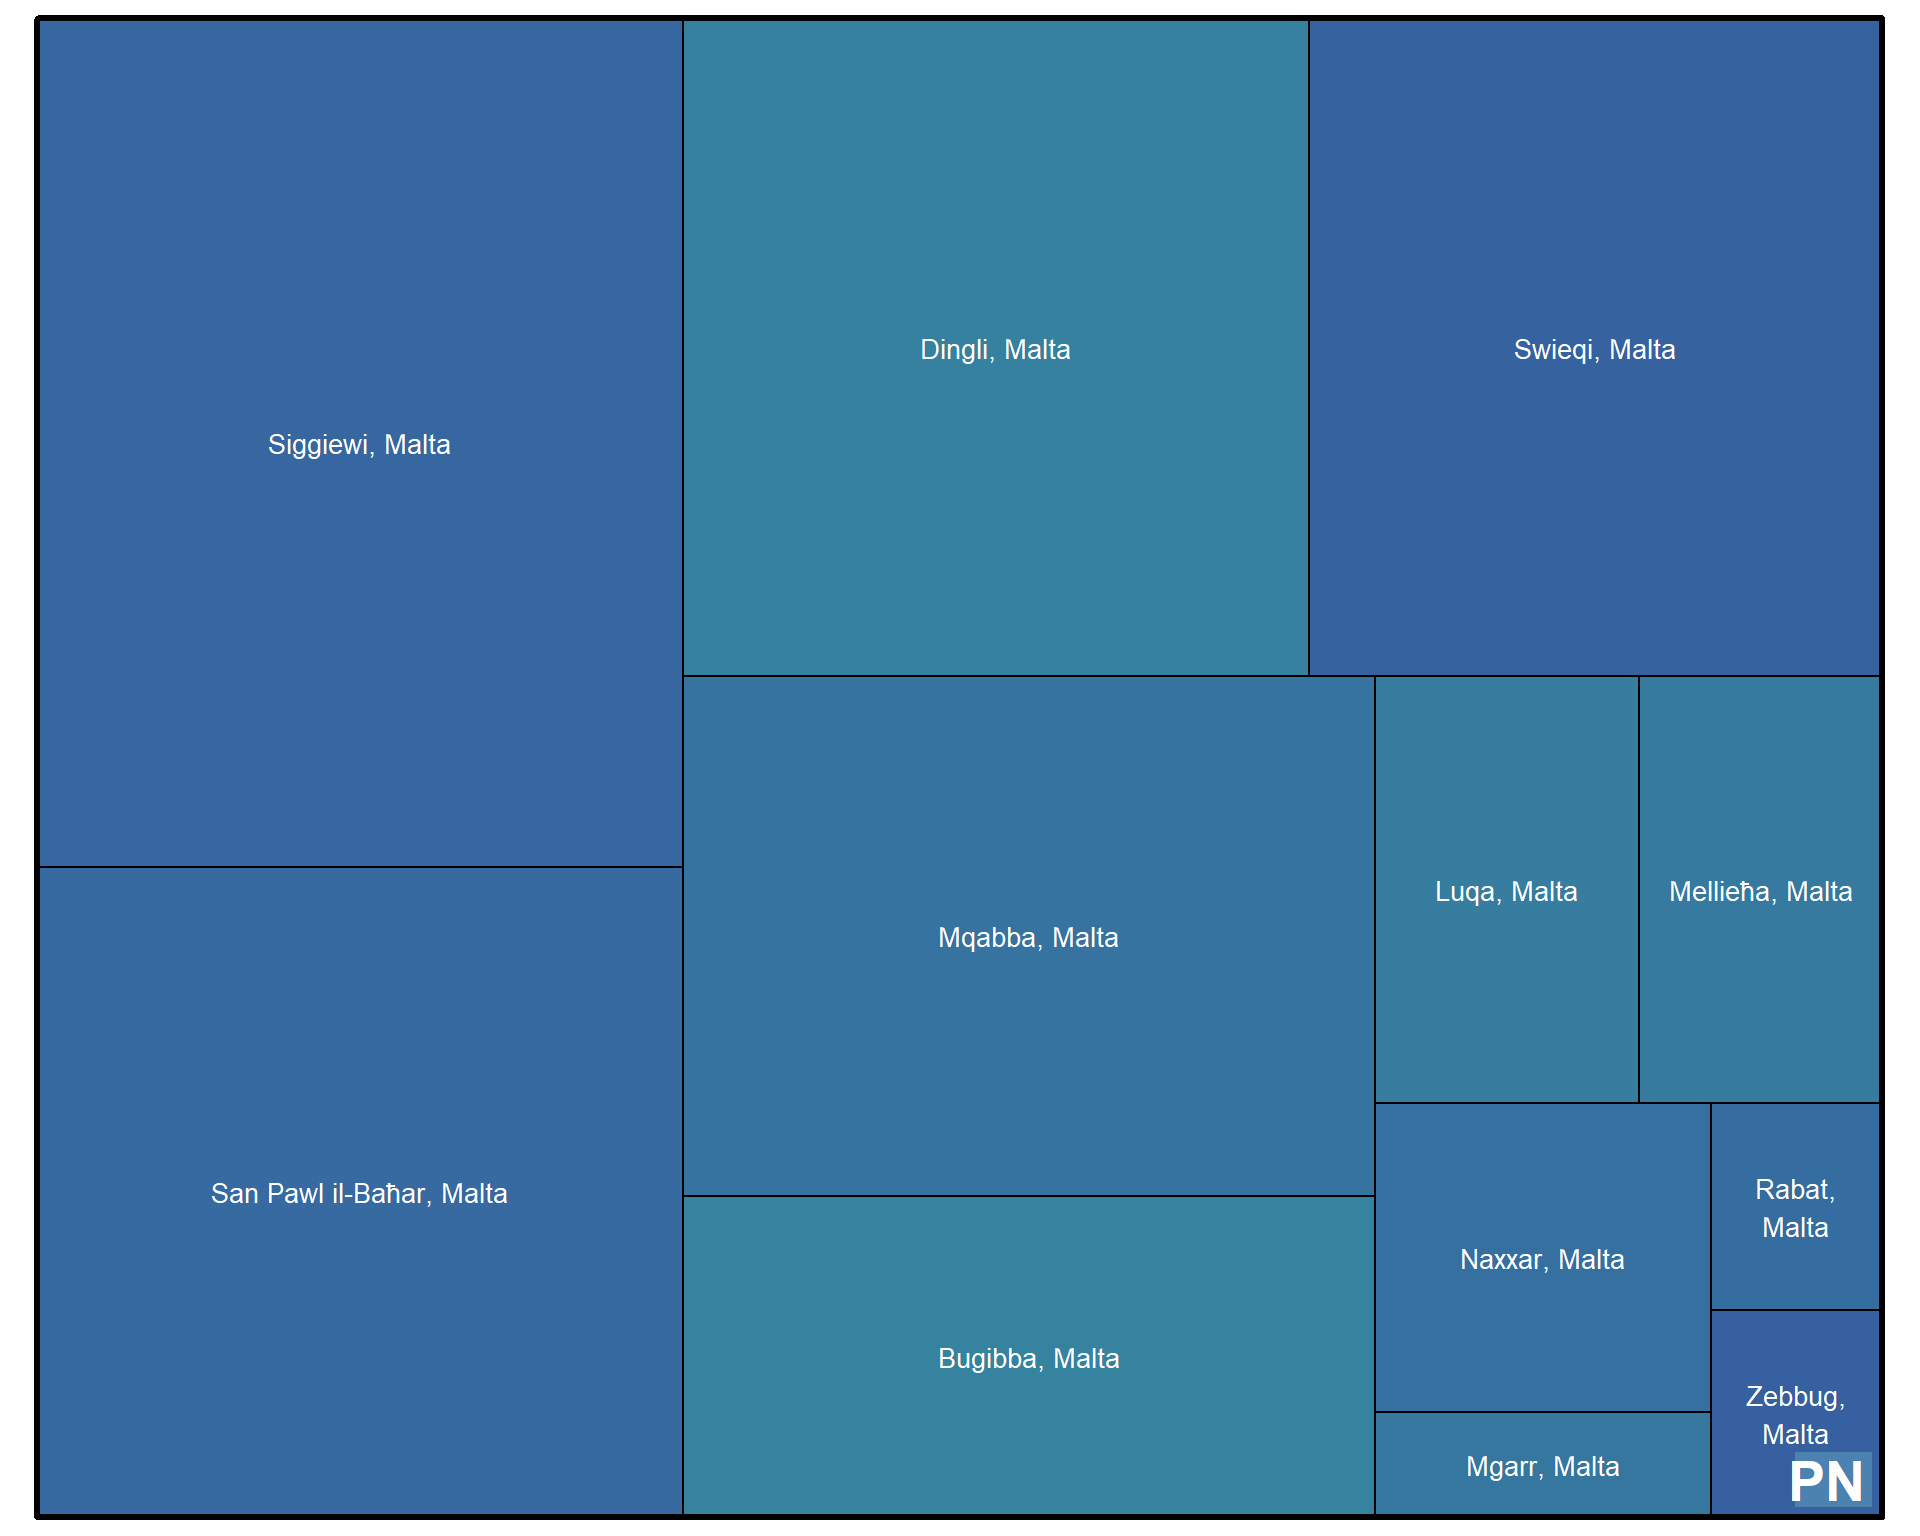 Siggiewi, Malta
Dingli, Malta
Swieqi, Malta
San Pawl il-Baħar, Malta
Mqabba, Malta
Luqa, Malta
Mellieħa, Malta
Bugibba, Malta
Naxxar, Malta
Rabat,
Malta
Mgarr, Malta
Zebbug,
Malta
PN